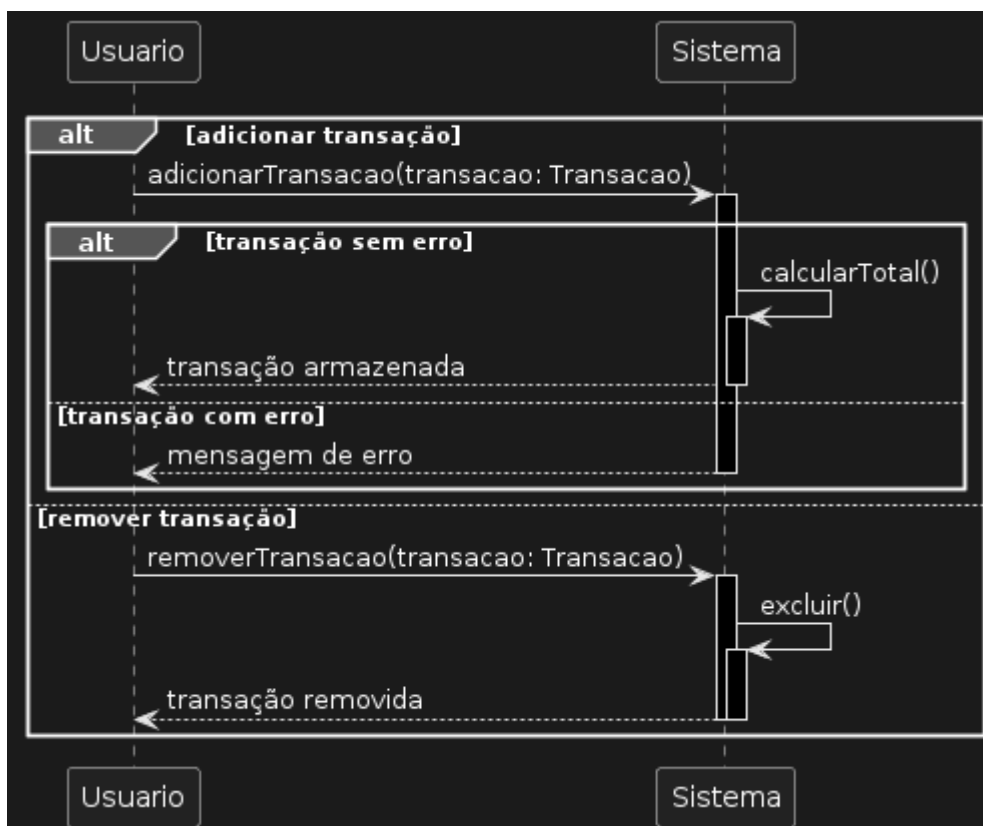 Usuario
Sistema
alt
[adicionar transação]
adicionarTransacao(transacao: Transacao)
alt
[transação sem erro]
calcularTotal()
transação armazenada
[transação com erro]
mensagem de erro
[remover transação]
removerTransacao(transacao: Transacao)
excluir()
transação removida
Usuario
Sistema